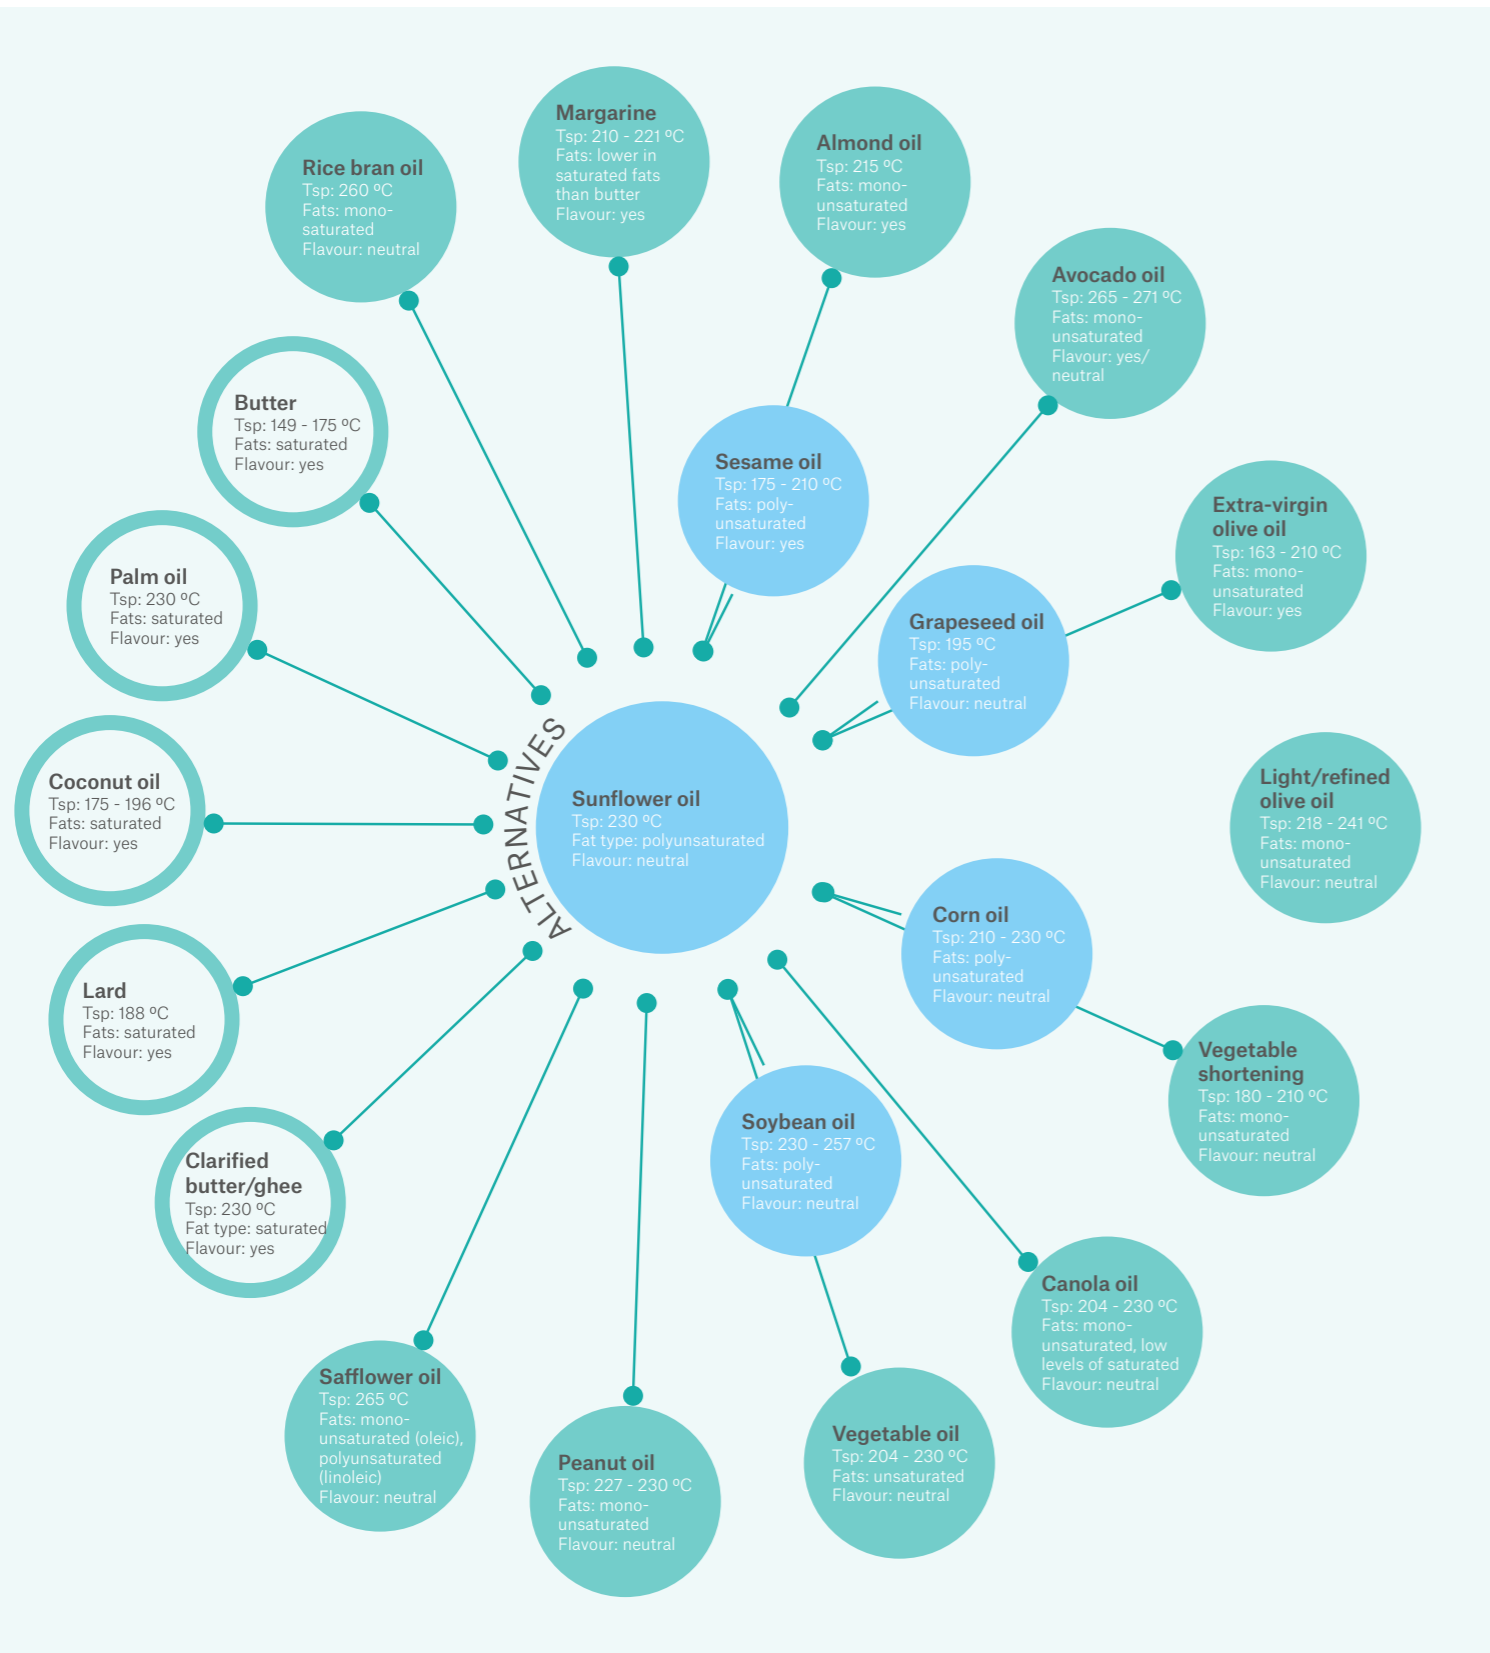 Margarine
Tsp: 210 - 221 ºC
Fats: lower in
saturated fats
than butter
Flavour: yes
Almond oil
Tsp: 215 ºC
Fats: mono-
unsaturated
Flavour: yes
Rice bran oil
Tsp: 260 ºC
Fats: mono-
saturated
Flavour: neutral
Avocado oil
Tsp: 265 - 271 ºC
Fats: mono-
unsaturated
Flavour: yes/
neutral
Butter
Tsp: 149 - 175 ºC
Fats: saturated
Flavour: yes
Sesame oil
Tsp: 175 - 210 ºC
Fats: poly-
unsaturated
Flavour: yes
Extra-virgin
olive oil
Tsp: 163 - 210 ºC
Fats: mono-
unsaturated
Flavour: yes
Palm oil
Tsp: 230 ºC
Fats: saturated
Flavour: yes
Grapeseed oil
Tsp: 195 ºC
Fats: poly-
unsaturated
Flavour: neutral
Coconut oil
Tsp: 175 - 196 ºC
Fats: saturated
Flavour: yes
ALTERNATIVES
Sunflower oil
Tsp: 230 ºC
Fat type: polyunsaturated
Flavour: neutral
Light/refined
olive oil
Tsp: 218 - 241 ºC
Fats: mono-
unsaturated
Flavour: neutral
Corn oil
Tsp: 210 - 230 ºC
Fats: poly-
unsaturated
Flavour: neutral
Lard
Tsp: 188 ºC
Fats: saturated
Flavour: yes
Vegetable
shortening
Tsp: 180 - 210 ºC
Fats: mono-
unsaturated
Flavour: neutral
Soybean oil
Tsp: 230 - 257 ºC
Fats: poly-
unsaturated
Flavour: neutral
Clarified
butter/ghee
Tsp: 230 ºC
Fat type: saturated
Flavour: yes
Canola oil
Tsp: 204 - 230 ºC
Fats: mono-
unsaturated, low
levels of saturated
Flavour: neutral
Safflower oil
Tsp: 265 ºC
Fats: mono-
unsaturated (oleic),
polyunsaturated
(linoleic)
Flavour: neutral
Peanut oil
Tsp: 227 - 230 ºC
Fats: mono-
unsaturated
Flavour: neutral
Vegetable oil
Tsp: 204 - 230 ºC
Fats: unsaturated
Flavour: neutral